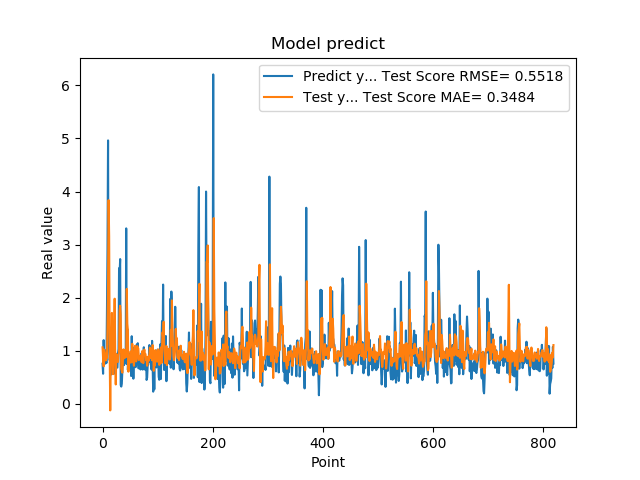 Model predict
Predict y... Test Score RMSE= 0.5518
Test y... Test Score MAE= 0.3484
Real value
6
5
4
3
2
1
0
0 200 400 600 800
Point